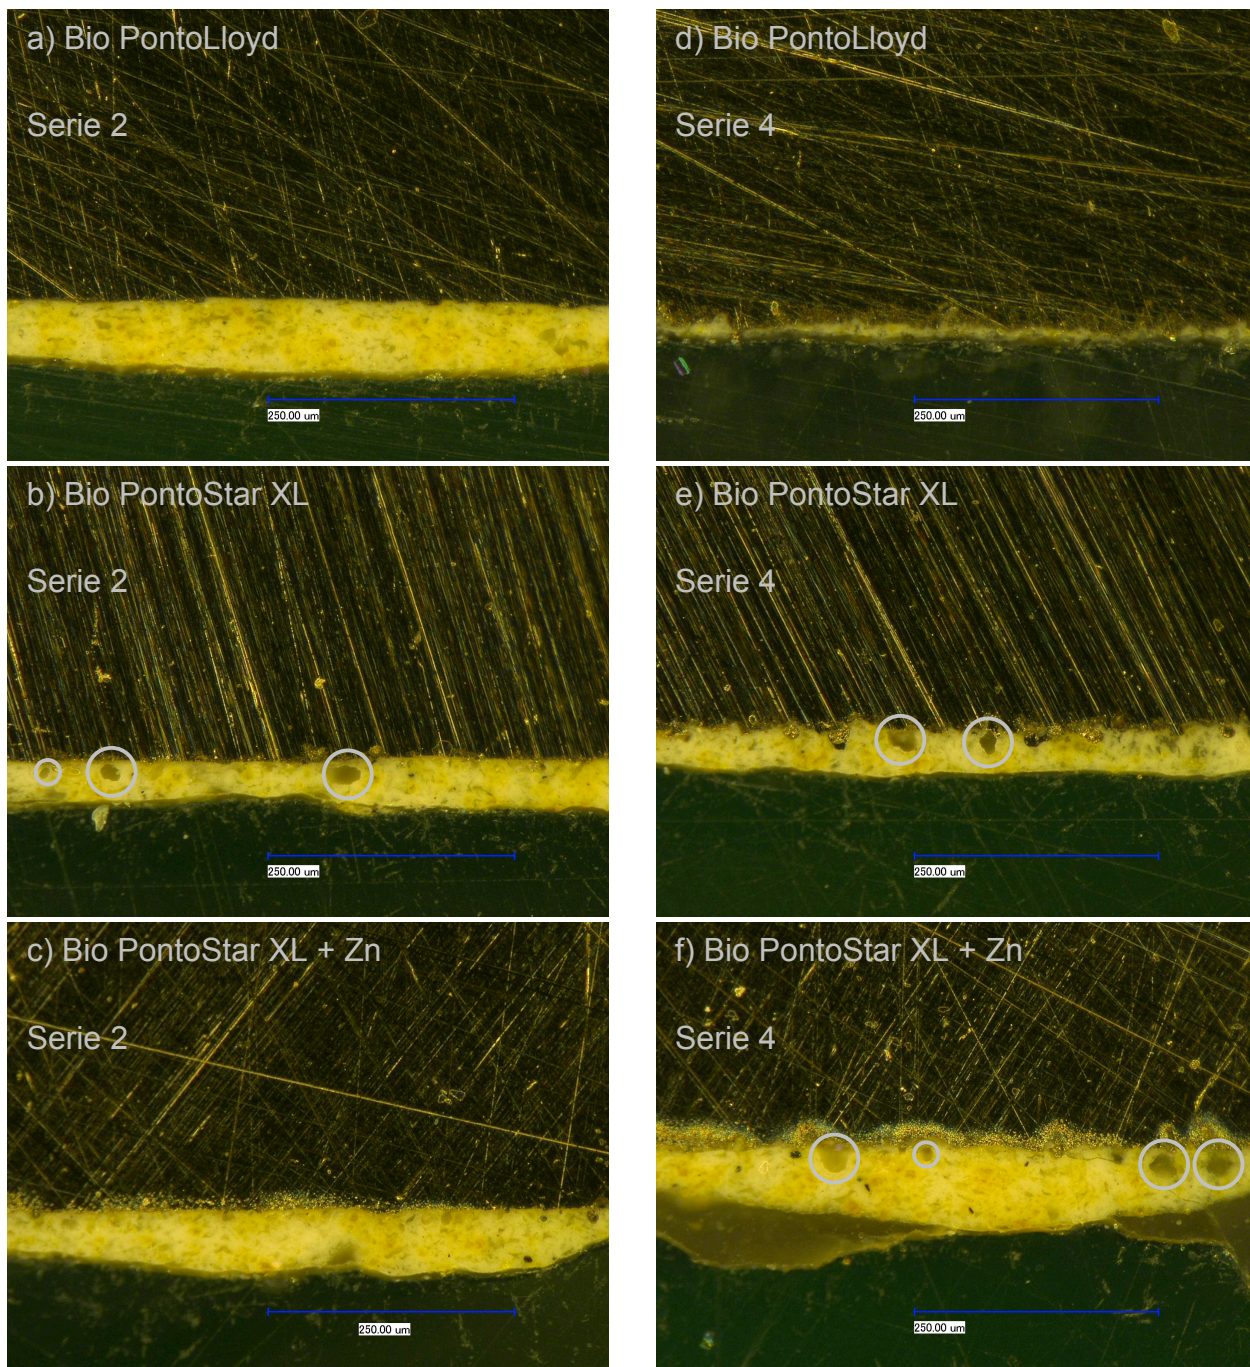 a) Bio PontoLloyd
Serie 2
250.00 um
d) Bio PontoLloyd
Serie 4
250.00 um
b) Bio PontoStar XL
Serie 2
250.00 um
e) Bio PontoStar XL
Serie 4
250.00 um
c) Bio PontoStar XL + Zn
Serie 2
250.00 um
f) Bio PontoStar XL + Zn
Serie 4
250.00 um